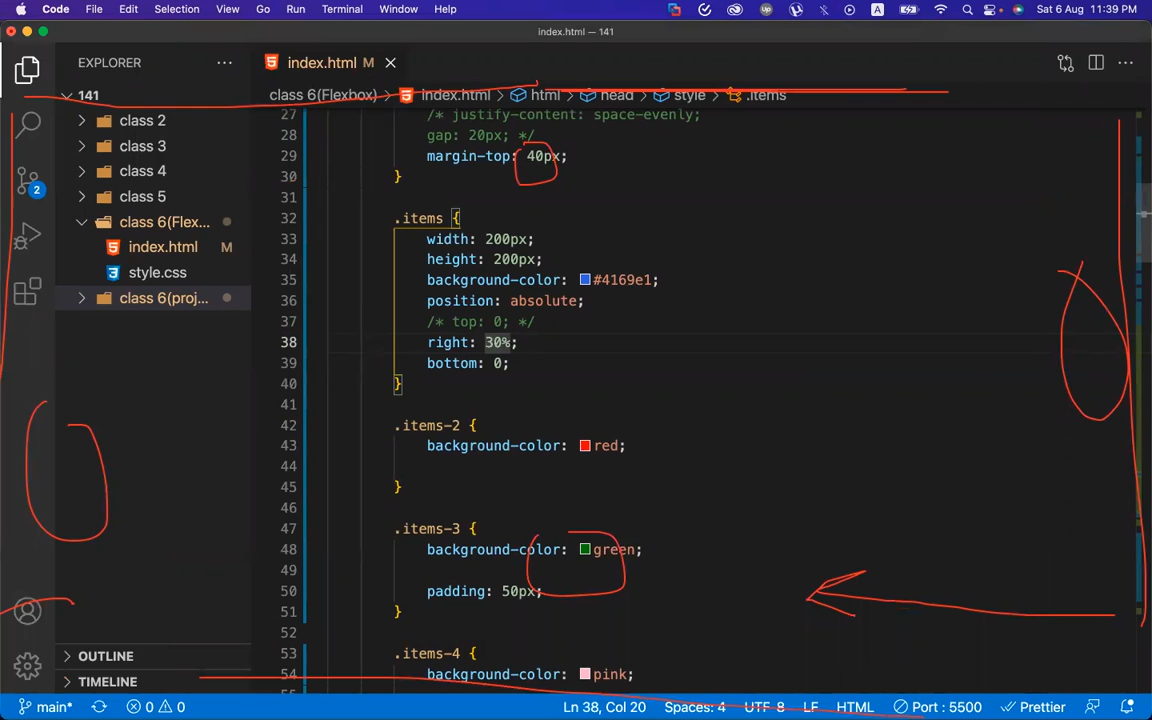 Code File Edit Selection View Go Run Terminal Window Help Up A Sat 6 Aug 11:39 PM
index.html — 141
EXPLORER ... index.html M
141
class 6(Flexbox) > index.html > html > head > style > .items
class 2
class 3
class 4
class 5
class 6(Flex...
index.html M
style.css
class 6(proj...
2
27 /* justify-content: space-evenly;
28 gap: 20px; */
29 margin-top: 40px;
30 }
31
32 .items {
33 width: 200px;
34 height: 200px;
35 background-color: #4169e1;
36 position: absolute;
37 /* top: 0; */
38 right: 30%;
39 bottom: 0;
40 }
41
42 .items-2 {
43 background-color: red;
44
45 }
46
47 .items-3 {
48 background-color: green;
49
50 padding: 50px;
51 }
52
53 .items-4 {
54 background-color: pink;
OUTLINE
TIMELINE
main* 0 0 Ln 38, Col 20 Spaces: 4 UTF-8 LF HTML Port : 5500 Prettier